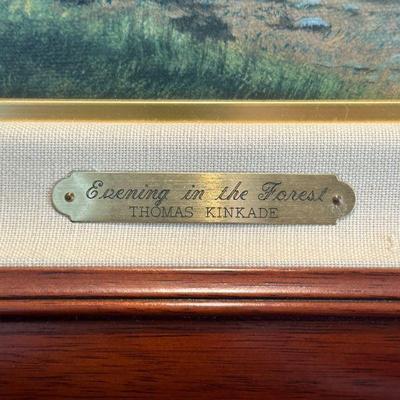 Evening in the Forest
THOMAS KINKADE